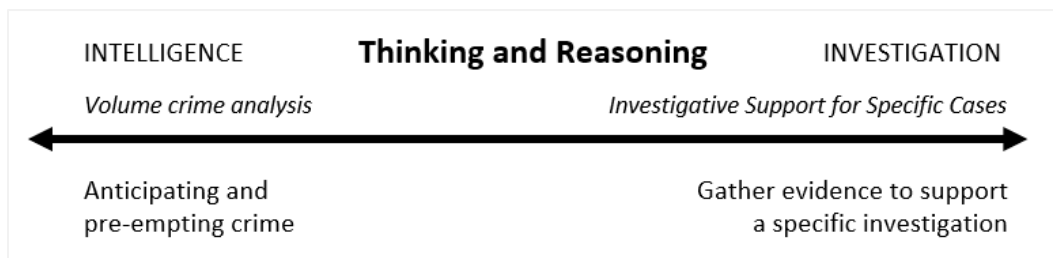 INTELLIGENCE Thinking and Reasoning INVESTIGATION
Volume crime analysis Investigative Support for Specific Cases
Anticipating and
pre-empting crime
Gather evidence to support
a specific investigation